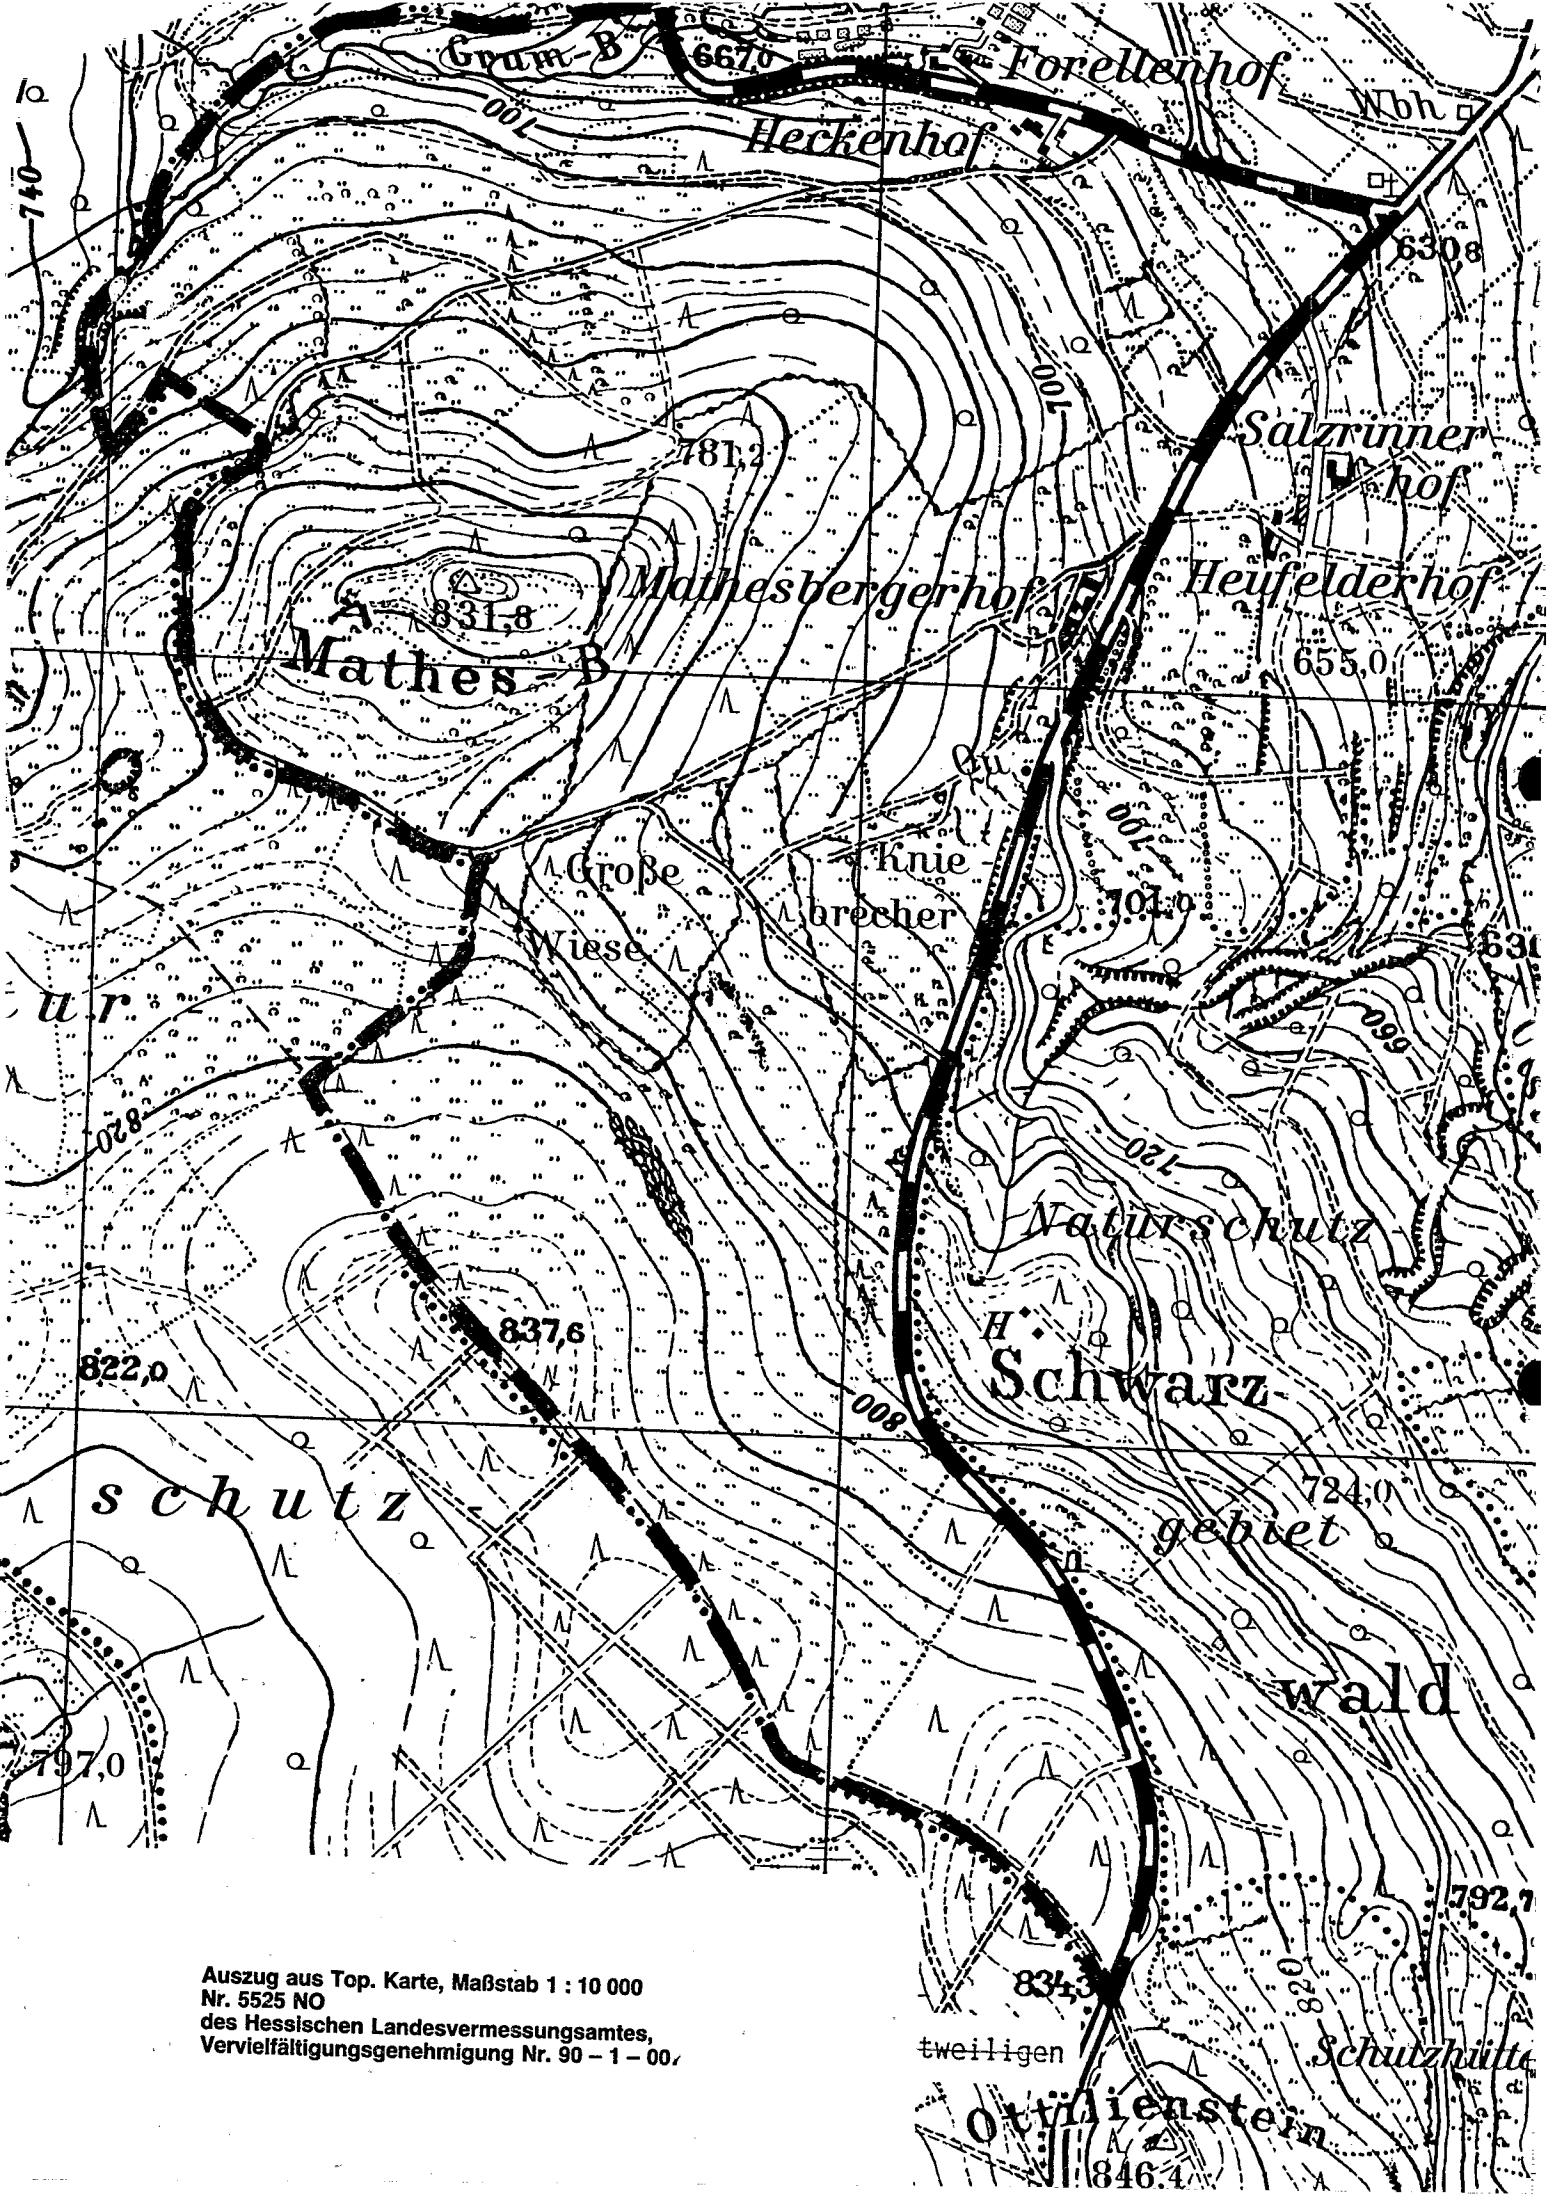 Grum-B
667,0
Forellenhof
Wbh
700
Heckenhof
740
630,8
700
Salzrinner
hof
781,2
Mathesbergerhof
Heufelderhof
831,8
Mathes-B
655,0
Qu
700
Große
Wiese
Knie-
brecher
701,0
630
ur
660
820
720
Naturschutz-
837,6
H
Schwarz-
822,0
800
schutz-
724,0
gebiet
n
wald
797,0
792,7
834,3
820
Auszug aus Top. Karte, Maßstab 1 : 10 000
Nr. 5525 NO
des Hessischen Landesvermessungsamtes,
Vervielfältigungsgenehmigung Nr. 90 – 1 – 00
tweiligen
Schutzhütte
Ottilienstein
846,4